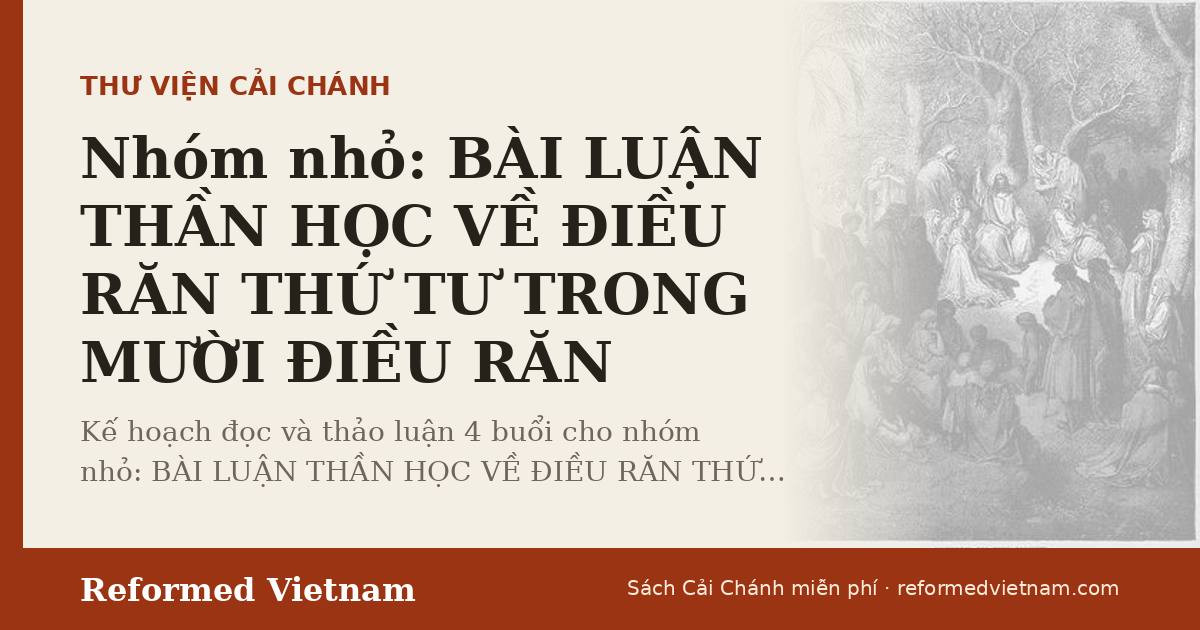 THƯ VIỆN CẢI CHÁNH
Nhóm nhỏ: BÀI LUẬN
THẦN HỌC VỀ ĐIỀU
RĂN THỨ TƯ TRONG
MƯỜI ĐIỀU RĂN
Kế hoạch đọc và thảo luận 4 buổi cho nhóm
nhỏ: BÀI LUẬN THẦN HỌC VỀ ĐIỀU RĂN THỨ...
Reformed Vietnam
Sách Cải Chánh miễn phí · reformedvietnam.com